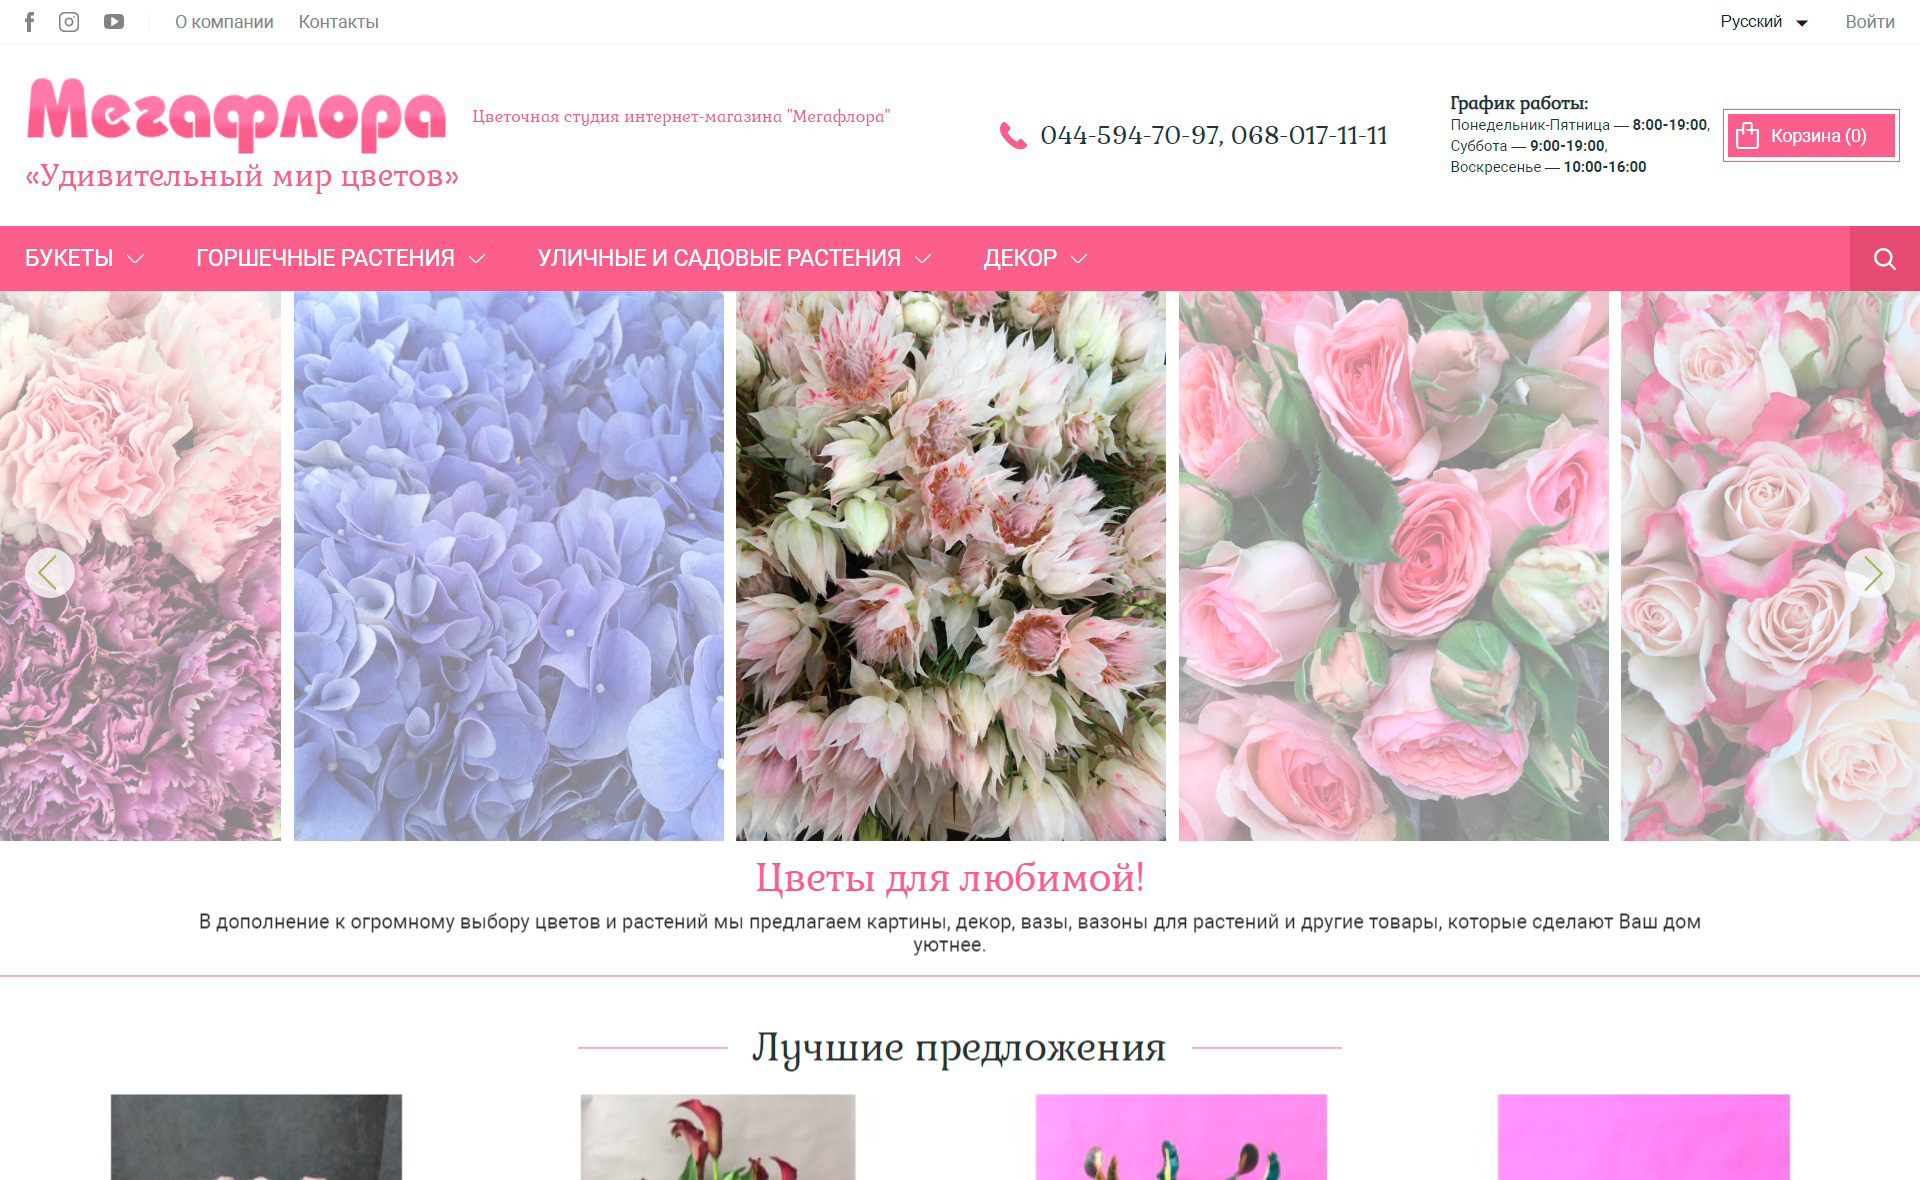 О компании Контакты Русский Войти
Мегафлора
Цветочная студия интернет-магазина "Мегафлора"
«Удивительный мир цветов»
044-594-70-97, 068-017-11-11
График работы:
Понедельник-Пятница — 8:00-19:00,
Суббота — 9:00-19:00,
Воскресенье — 10:00-16:00
Корзина (0)
БУКЕТЫ ГОРШЕЧНЫЕ РАСТЕНИЯ УЛИЧНЫЕ И САДОВЫЕ РАСТЕНИЯ ДЕКОР
Цветы для любимой!
В дополнение к огромному выбору цветов и растений мы предлагаем картины, декор, вазы, вазоны для растений и другие товары, которые сделают Ваш дом
уютнее.
Лучшие предложения